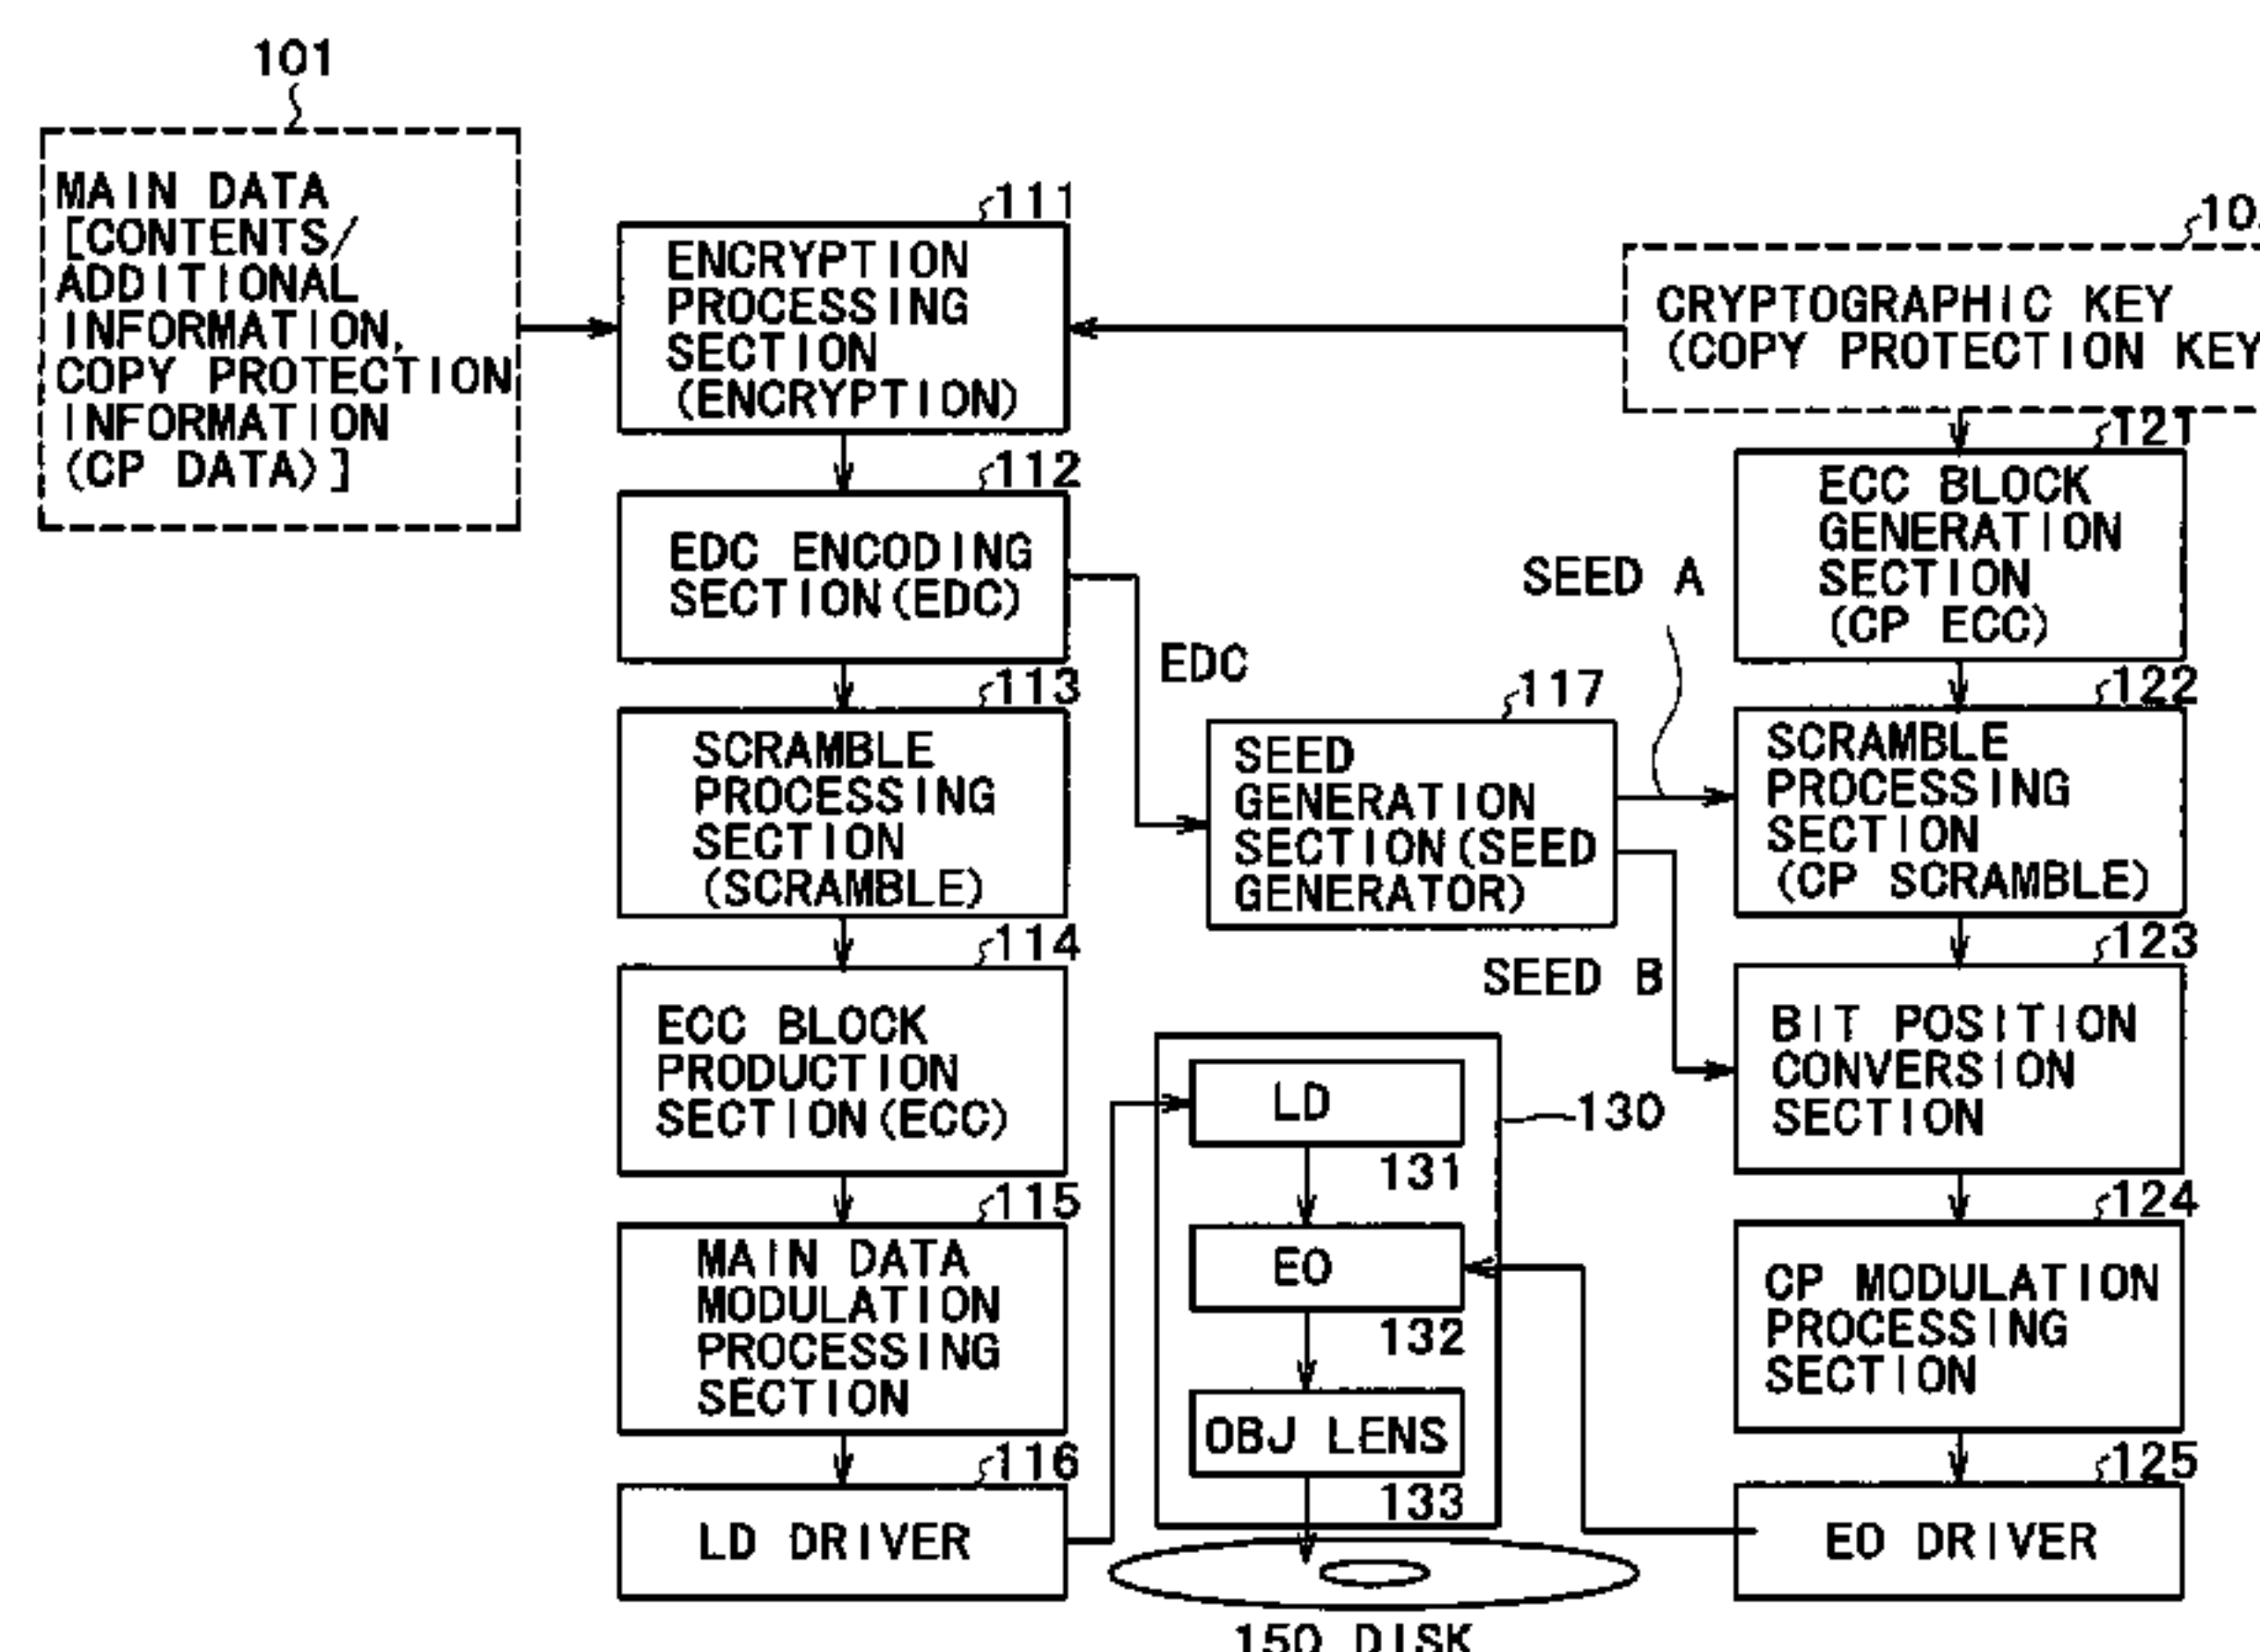 101
MAIN DATA
[CONTENTS/
ADDITIONAL
INFORMATION,
COPY PROTECTION
INFORMATION
(CP DATA)]
111
ENCRYPTION
PROCESSING
SECTION
(ENCRYPTION)
CRYPTOGRAPHIC KEY
(COPY PROTECTION KEY
112
EDC ENCODING
SECTION(EDC)
EDC
113
SCRAMBLE
PROCESSING
SECTION
(SCRAMBLE)
114
ECC BLOCK
PRODUCTION
SECTION(ECC)
115
MAIN DATA
MODULATION
PROCESSING
SECTION
116
LD DRIVER
117
SEED
GENERATION
SECTION(SEED
GENERATOR)
SEED A
SEED B
121
ECC BLOCK
GENERATION
SECTION
(CP ECC)
122
SCRAMBLE
PROCESSING
SECTION
(CP SCRAMBLE)
123
BIT POSITION
CONVERSION
SECTION
124
CP MODULATION
PROCESSING
SECTION
125
EO DRIVER
130
LD
131
EO
132
OBJ LENS
133
150 DISK